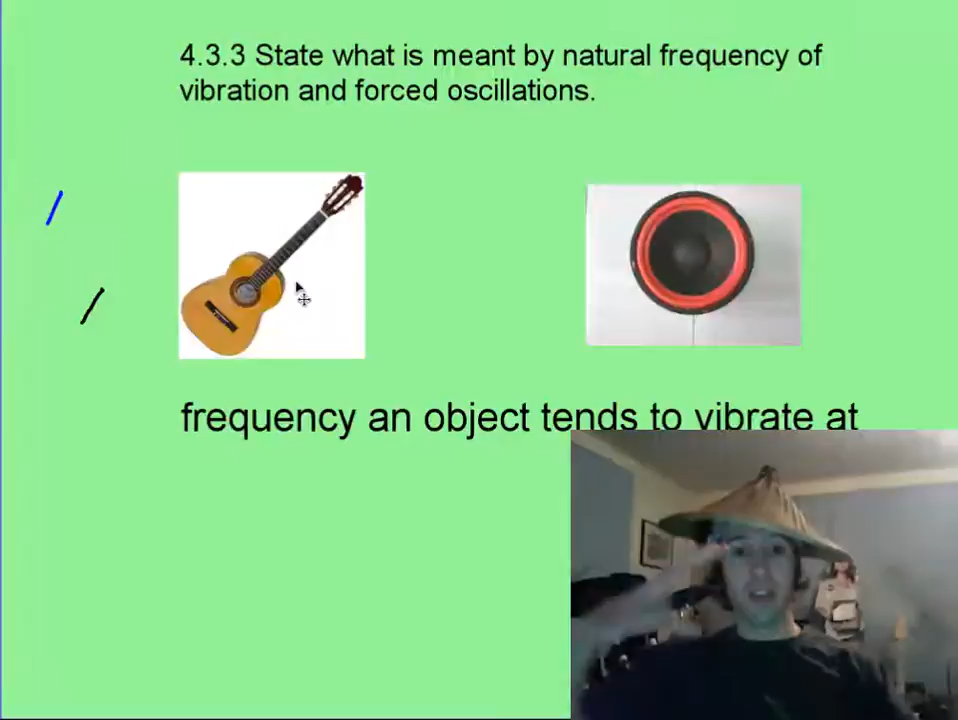 4.3.3 State what is meant by natural frequency of
vibration and forced oscillations.
frequency an object tends to vibrate at